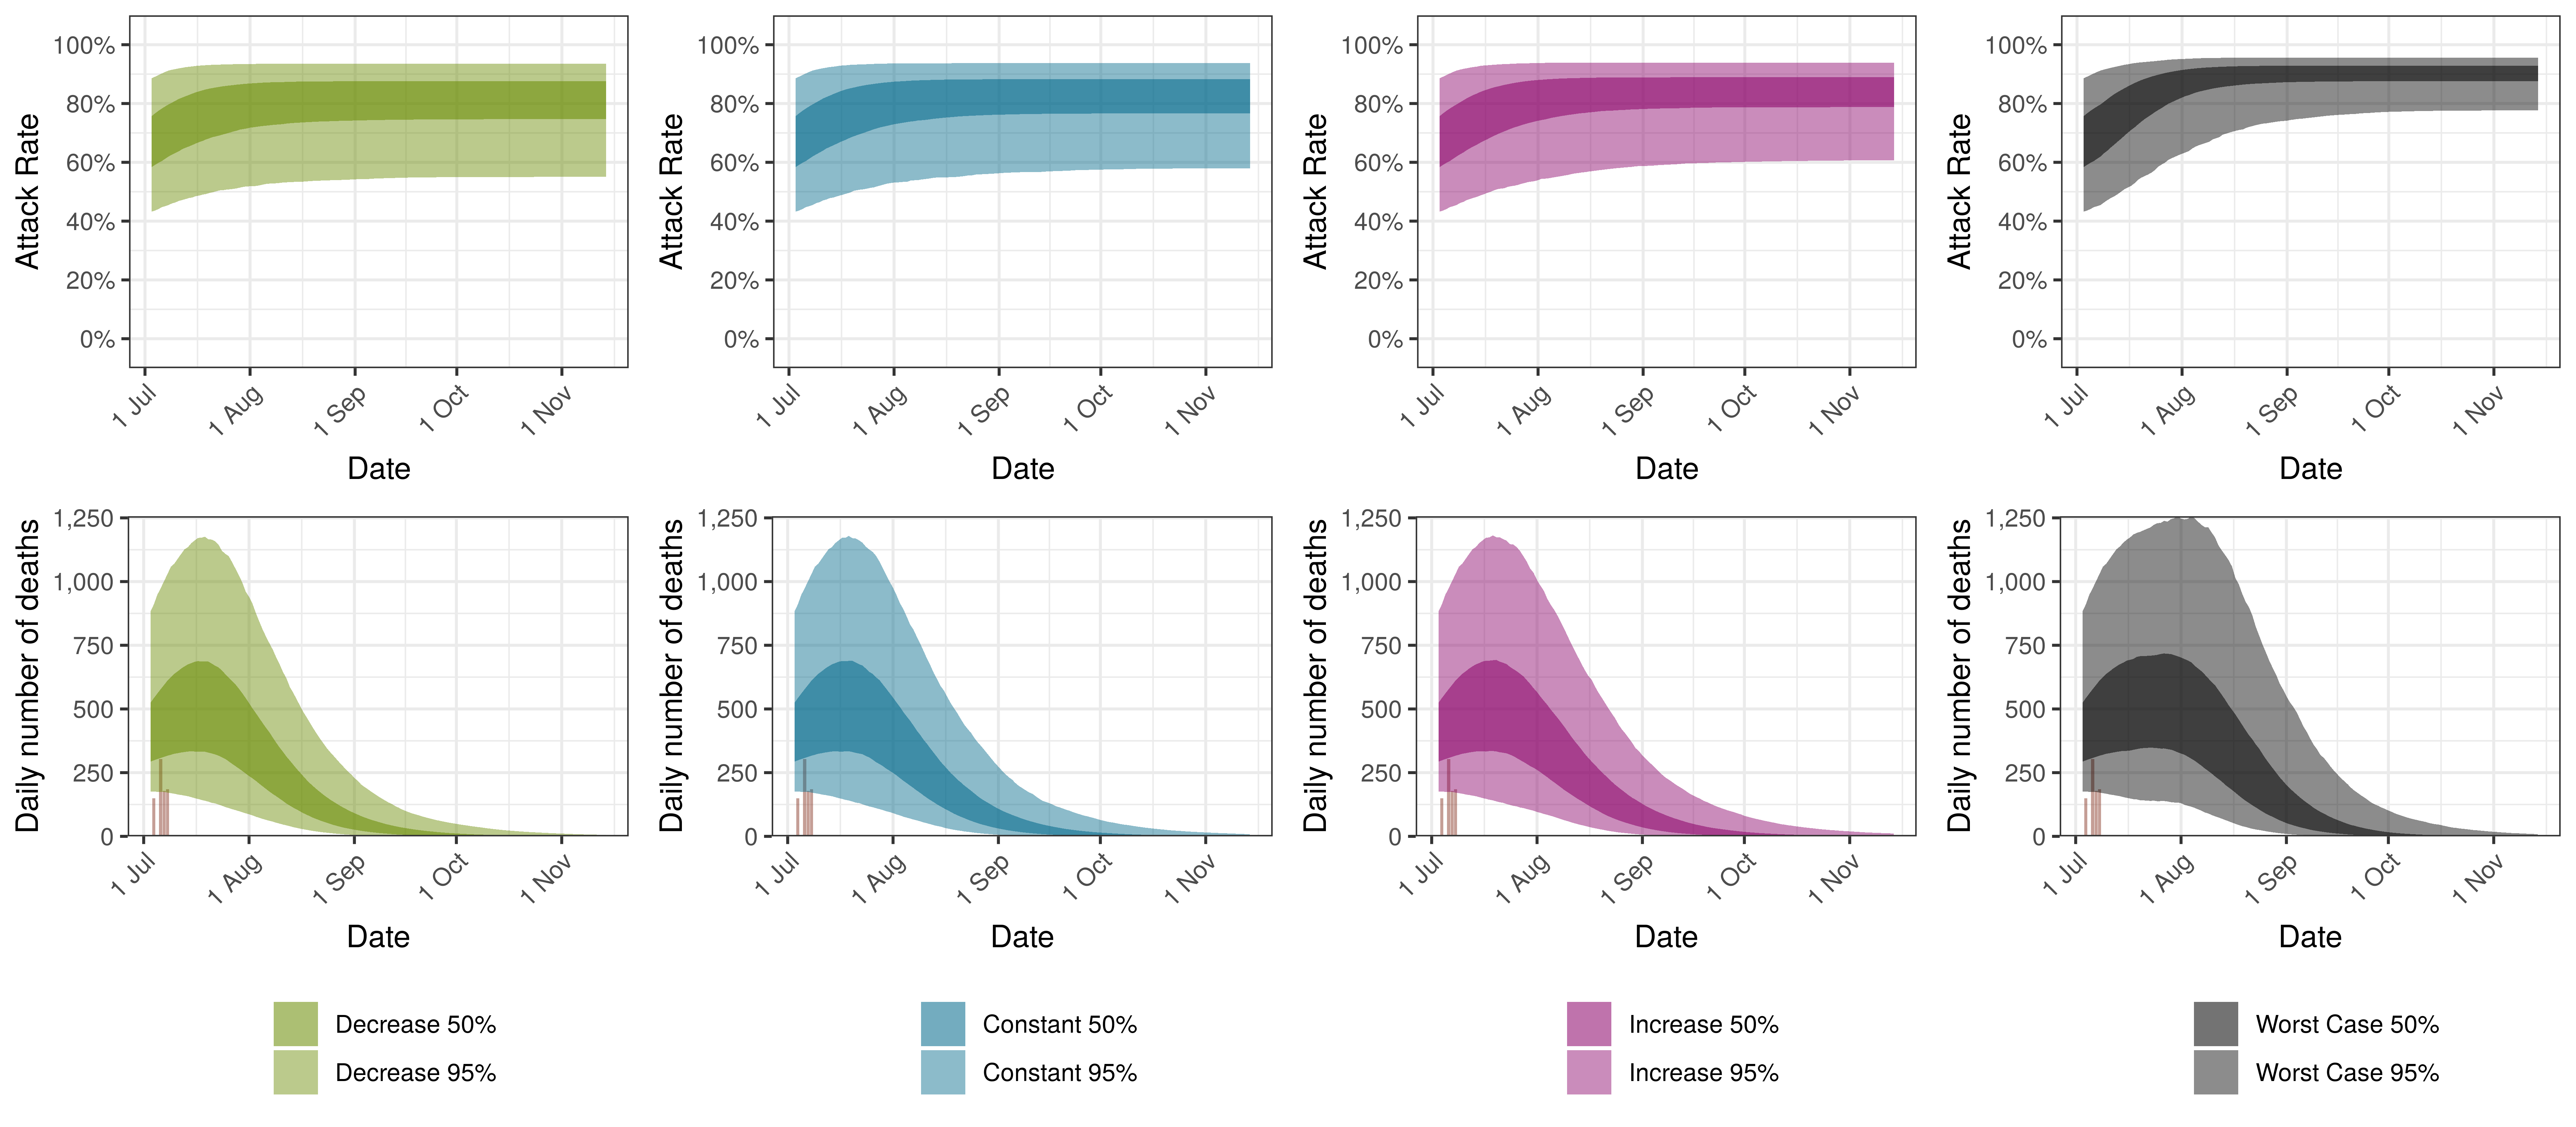 100%
80%
60%
40%
20%
0%
Attack Rate
1 Jul
1 Aug
1 Sep
1 Oct
1 Nov
Date
100%
80%
60%
40%
20%
0%
Attack Rate
1 Jul
1 Aug
1 Sep
1 Oct
1 Nov
Date
100%
80%
60%
40%
20%
0%
Attack Rate
1 Jul
1 Aug
1 Sep
1 Oct
1 Nov
Date
100%
80%
60%
40%
20%
0%
Attack Rate
1 Jul
1 Aug
1 Sep
1 Oct
1 Nov
Date
1,250
1,000
750
500
250
0
Daily number of deaths
1 Jul
1 Aug
1 Sep
1 Oct
1 Nov
Date
1,250
1,000
750
500
250
0
Daily number of deaths
1 Jul
1 Aug
1 Sep
1 Oct
1 Nov
Date
1,250
1,000
750
500
250
0
Daily number of deaths
1 Jul
1 Aug
1 Sep
1 Oct
1 Nov
Date
1,250
1,000
750
500
250
0
Daily number of deaths
1 Jul
1 Aug
1 Sep
1 Oct
1 Nov
Date
Decrease 50%
Decrease 95%
Constant 50%
Constant 95%
Increase 50%
Increase 95%
Worst Case 50%
Worst Case 95%